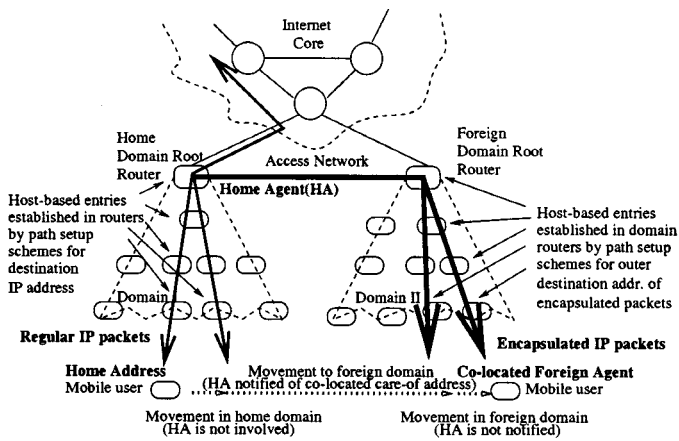 Internet
Core
Home
Domain Root
Router
Access Network
Foreign
Domain Root
Router
Home Agent(HA)
Host-based entries
established in routers
by path setup
schemes for
destination
IP address
Host-based entries
established in domain
routers by path setup
schemes for outer
destination addr. of
encapsulated packets
Domain
Domain II
Regular IP packets
Encapsulated IP packets
Home Address
Mobile user
Movement to foreign domain
(HA notified of co-located care-of address)
Co-located Foreign Agent
Mobile user
Movement in home domain
(HA is not involved)
Movement in foreign domain
(HA is not notified)